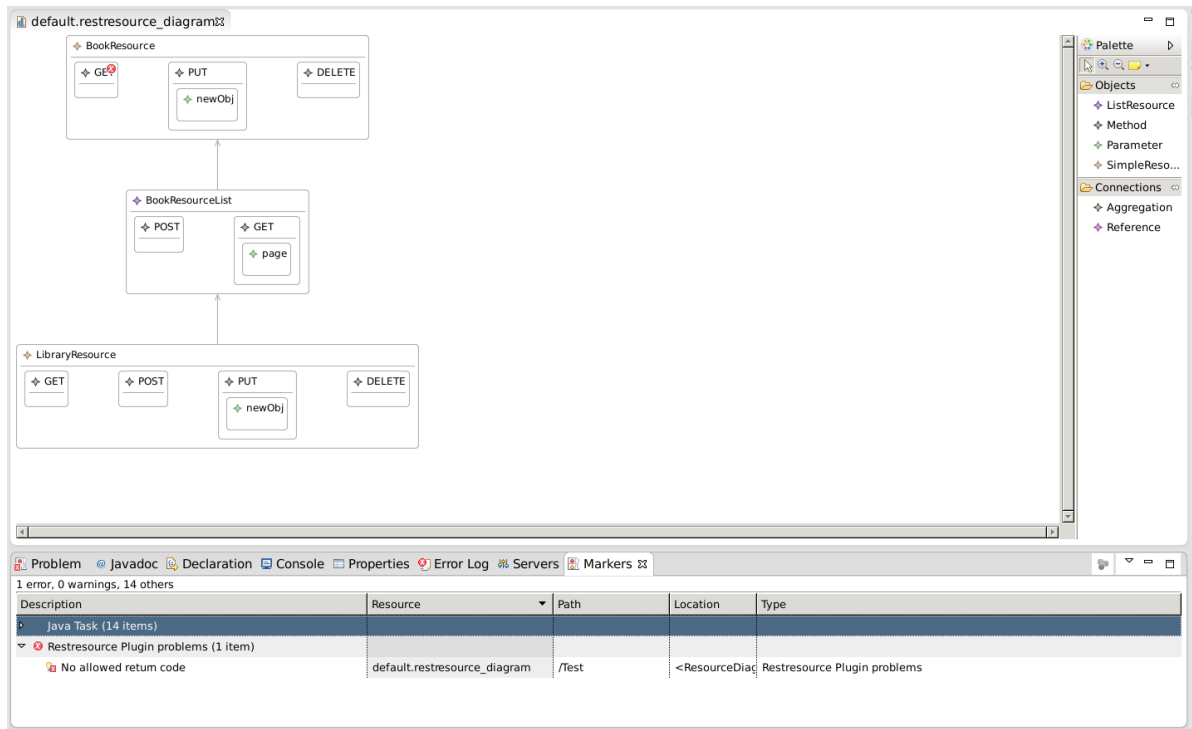 default.restresource_diagram
BookResource
GET
PUT
DELETE
newObj
BookResourceList
POST
GET
page
LibraryResource
GET
POST
PUT
DELETE
newObj
Palette
Objects
ListResource
Method
Parameter
SimpleReso...
Connections
Aggregation
Reference
Problem @ Javadoc Declaration Console Properties Error Log Servers Markers
1 error, 0 warnings, 14 others
Description Resource Path Location Type
Java Task (14 items)
Restresource Plugin problems (1 item)
No allowed retum code default.restresource_diagram /Test <ResourceDiag Restresource Plugin problems